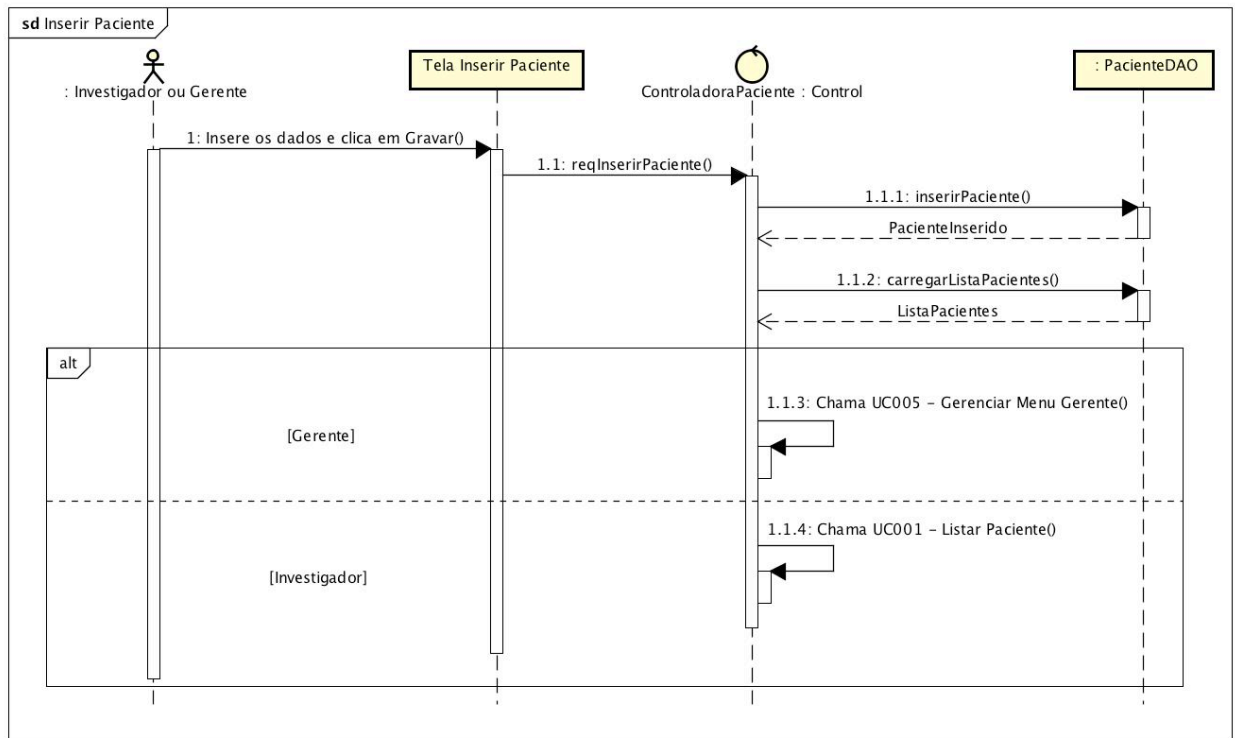 sd Inserir Paciente
: Investigador ou Gerente
Tela Inserir Paciente
ControladoraPaciente : Control
: PacienteDAO
1: Insere os dados e clica em Gravar()
1.1: reqInserirPaciente()
1.1.1: inserirPaciente()
PacienteInserido
1.1.2: carregarListaPacientes()
ListaPacientes
alt
1.1.3: Chama UC005 - Gerenciar Menu Gerente()
[Gerente]
1.1.4: Chama UC001 - Listar Paciente()
[Investigador]